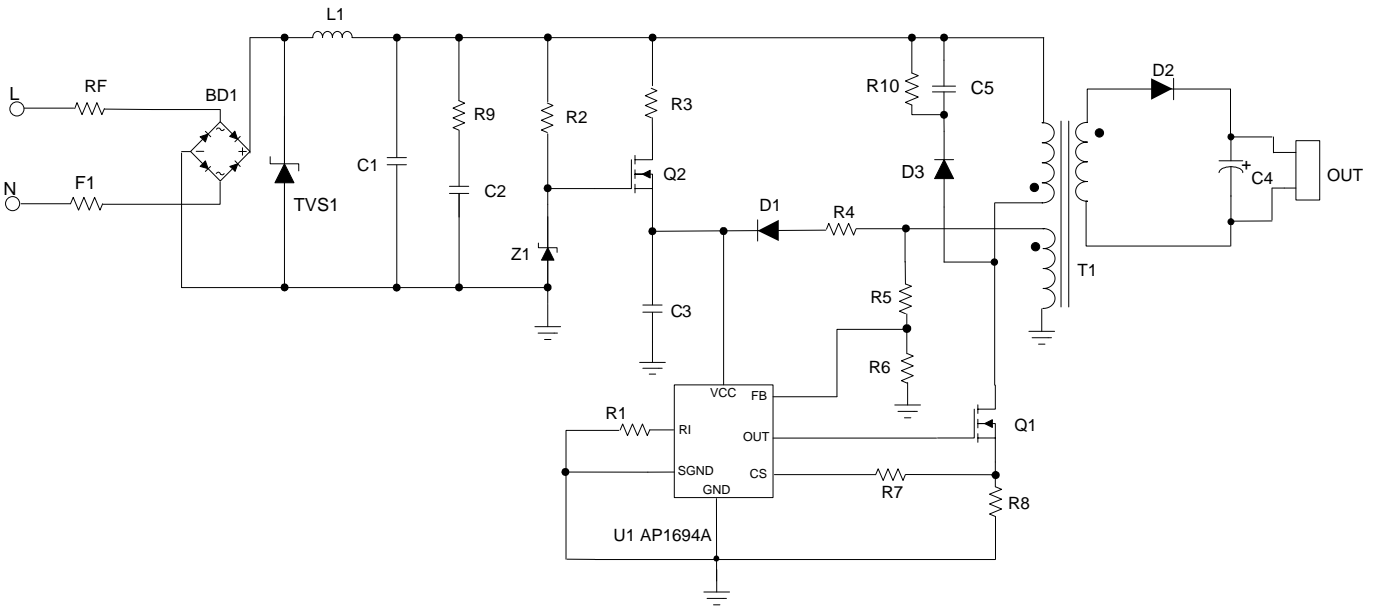 L1
L
RF
BD1
~
-
+
~
N
F1
TVS1
C1
R9
C2
R2
Z1
R3
Q2
C3
D1
R4
R10
C5
D3
R5
R6
T1
D2
+
C4
OUT
VCC
FB
R1
RI
OUT
SGND
CS
GND
R7
Q1
R8
U1 AP1694A